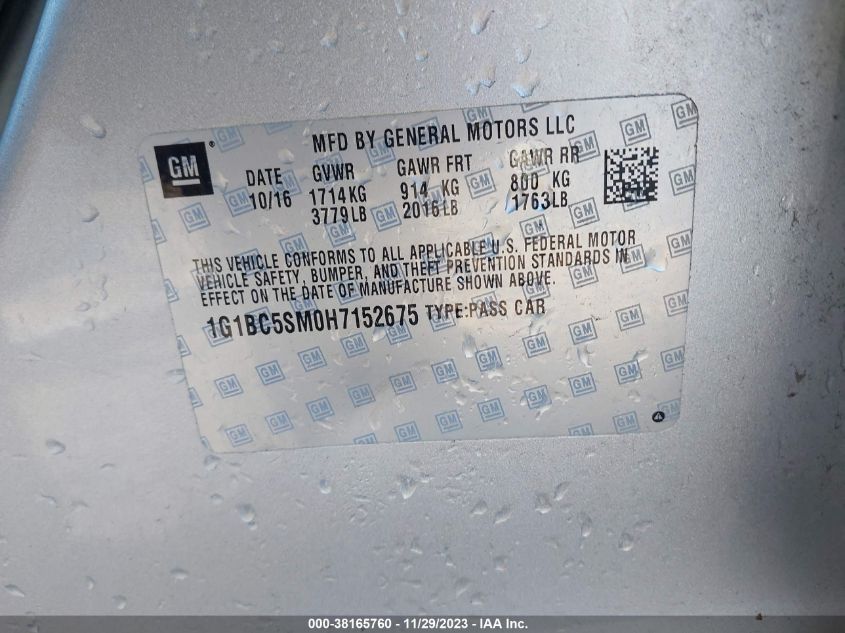 GM ®
MFD BY GENERAL MOTORS LLC
DATE GVWR GAWR FRT GAWR RR
10/16 1714KG 914 KG 800 KG
3779LB 2016LB 1763LB
THIS VEHICLE CONFORMS TO ALL APPLICABLE U.S. FEDERAL MOTOR
VEHICLE SAFETY, BUMPER, AND THEFT PREVENTION STANDARDS IN
EFFECT ON THE DATE OF MANUFACTURE SHOWN ABOVE.
1G1BC5SM0H7152675 TYPE:PASS CAR
000-38165760 - 11/29/2023 - IAA Inc.